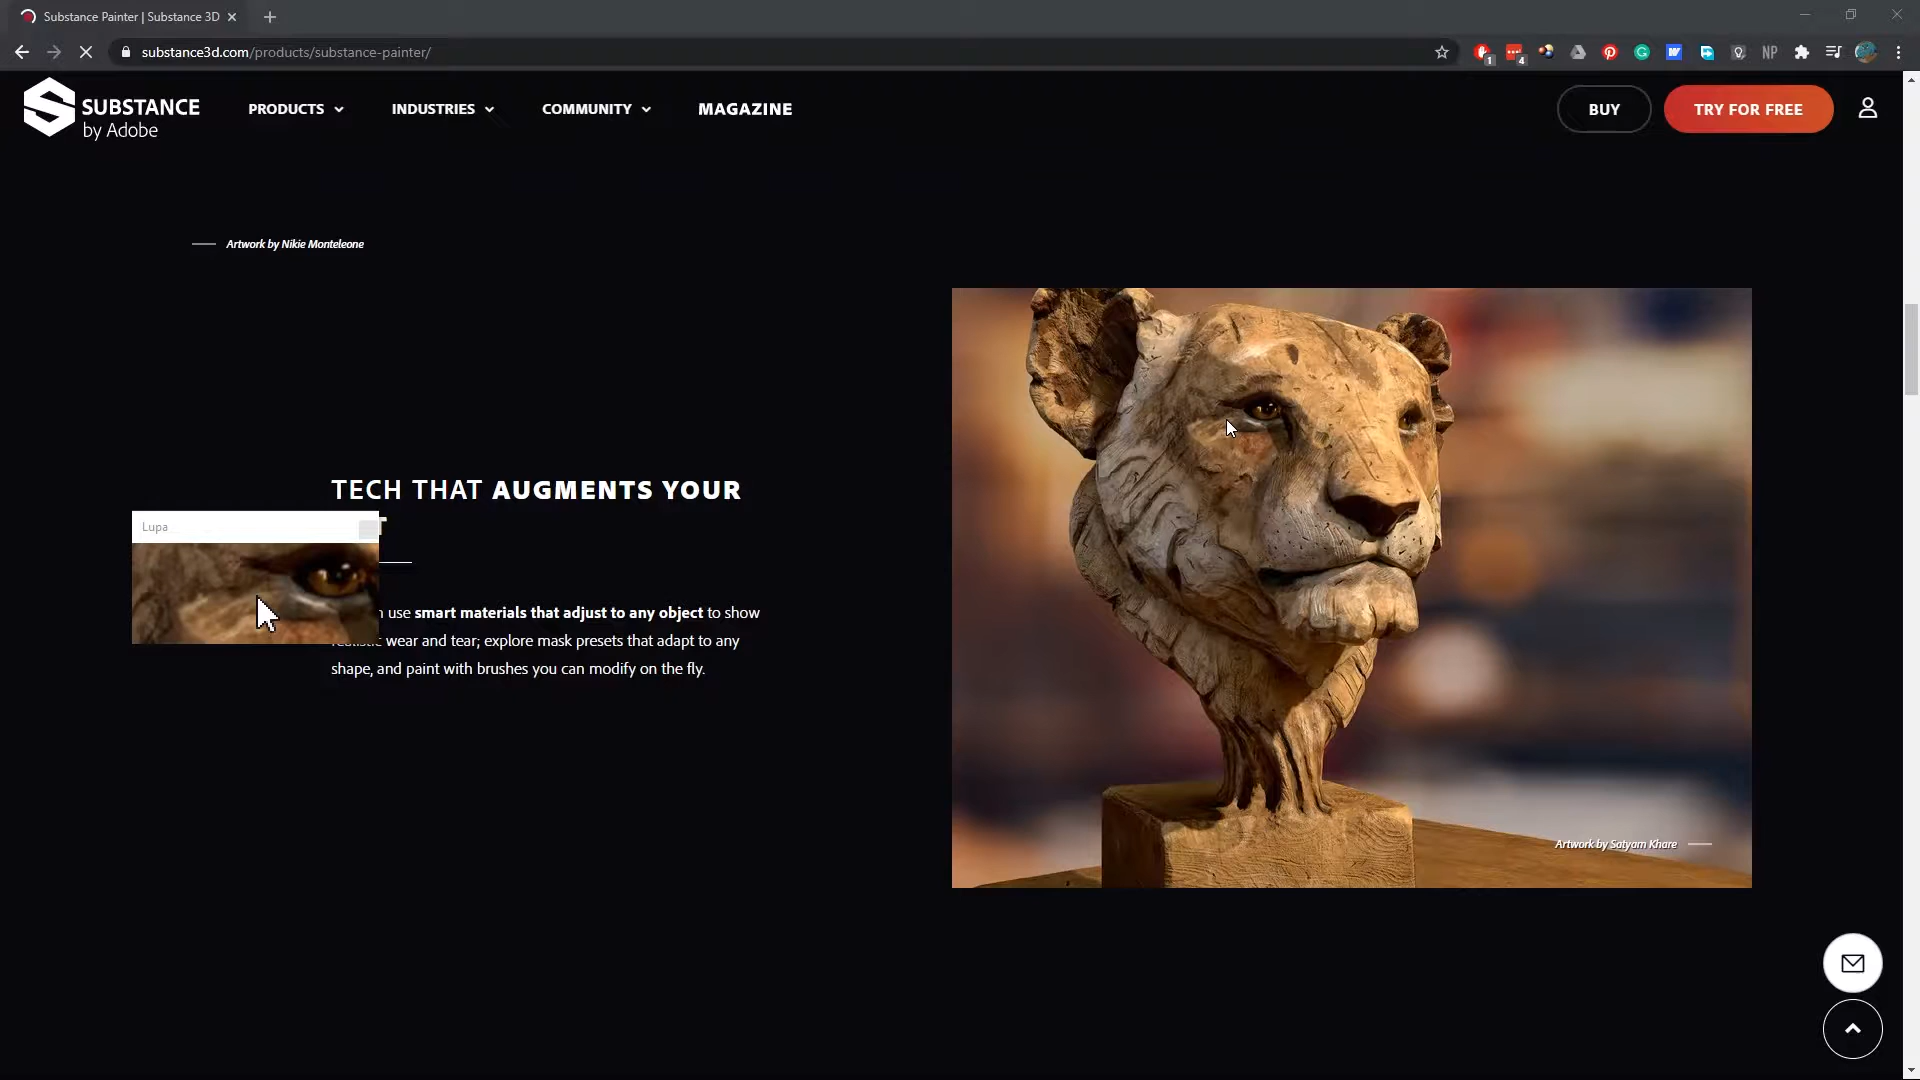 Substance Painter | Substance 3D
substance3d.com/products/substance-painter/
1
4
NP
SUBSTANCE
by Adobe
PRODUCTS
INDUSTRIES
COMMUNITY
MAGAZINE
BUY
TRY FOR FREE
Artwork by Nikie Monteleone
TECH THAT AUGMENTS YOUR
Lupa
use smart materials that adjust to any object to show
wear and tear; explore mask presets that adapt to any
shape, and paint with brushes you can modify on the fly.
Artwork by Satyam Khare